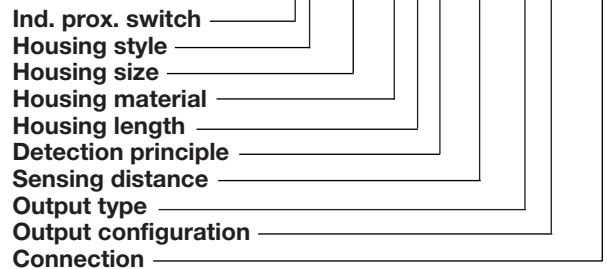 Ind. prox. switch
Housing style
Housing size
Housing material
Housing length
Detection principle
Sensing distance
Output type
Output configuration
Connection